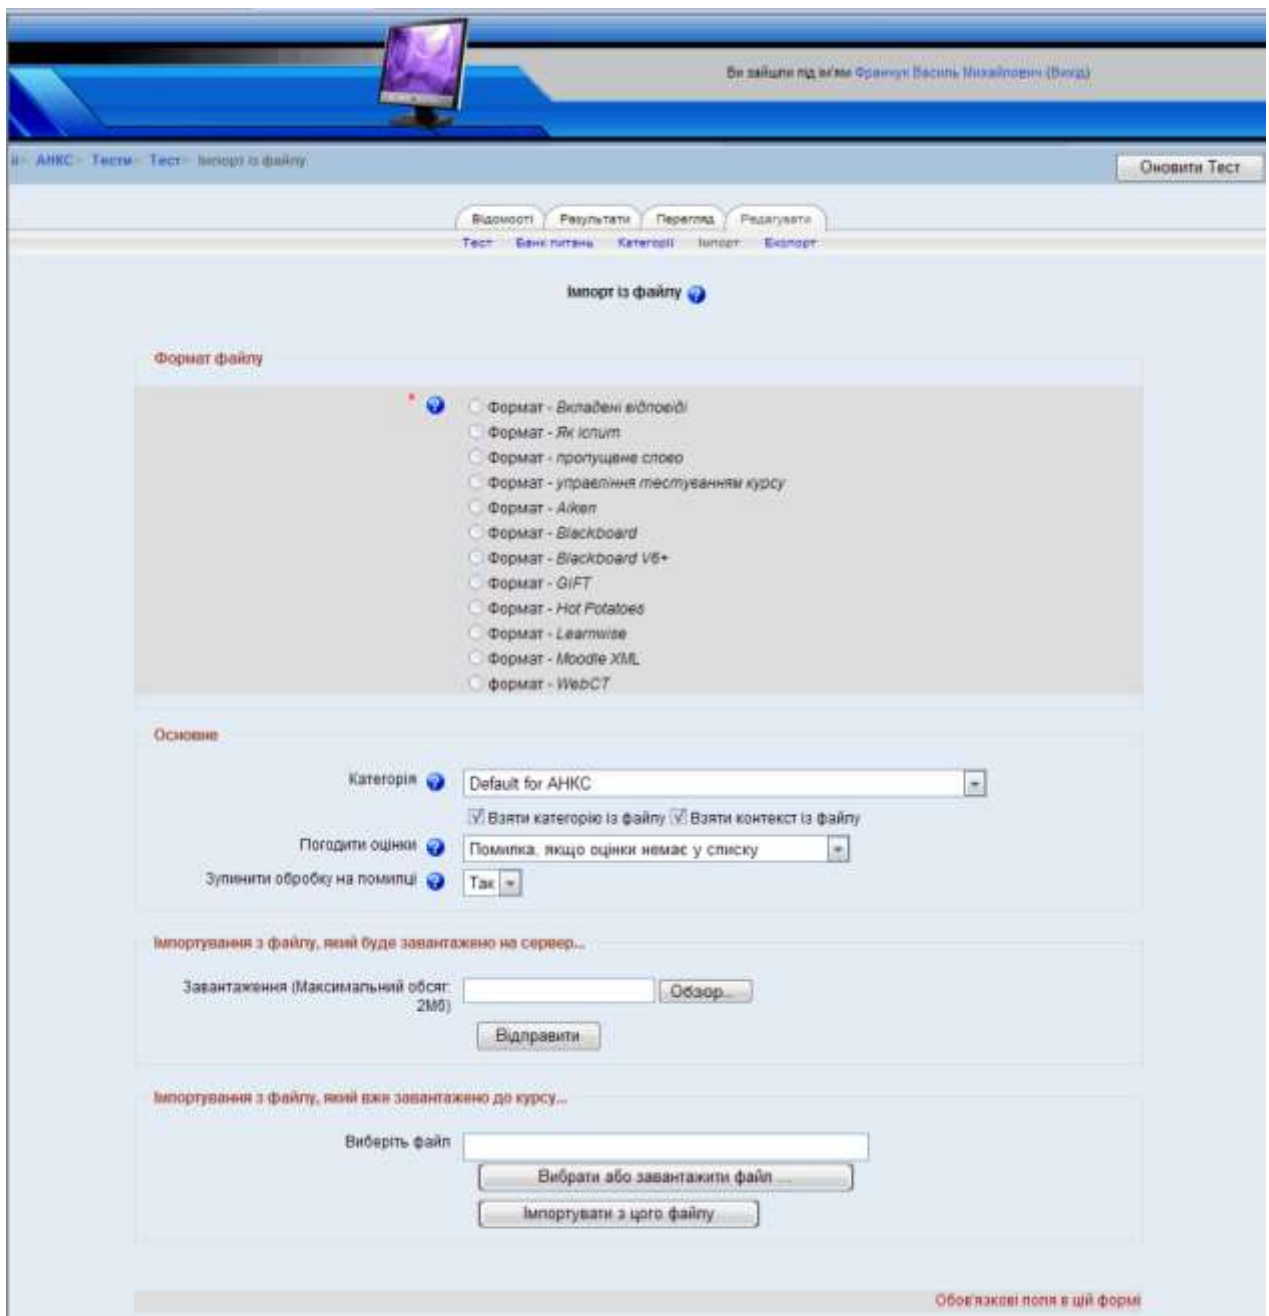 Ви зайшли під ім'ям Франчук Василь Михайлович (Вихід)
АНКС Тести Тест Імпорт із файлу
Оновити Тест
Відомості Результати Перегляд Редагувати
Тест Банк питань Категорії Імпорт Експорт
Імпорт із файлу
Формат файлу
*
Формат - Вкладені відповіді
Формат - Як іспит
Формат - пропущене слово
Формат - управління тестуванням курсу
Формат - Aiken
Формат - Blackboard
Формат - Blackboard V6+
Формат - GIFT
Формат - Hot Potatoes
Формат - Learnwise
Формат - Moodle XML
формат - WebCT
Основне
Категорія Default for АНКС
Взяти категорію із файлу Взяти контекст із файлу
Погодити оцінки Помилка, якщо оцінки немає у списку
Зупинити обробку на помилці Так
Імпортування з файлу, який буде завантажено на сервер...
Завантаження (Максимальний обсяг: 2Мб) Обзор...
Відправити
Імпортування з файлу, який вже завантажено до курсу...
Виберіть файл
Вибрати або завантажити файл ...
Імпортувати з цього файлу
Обов'язкові поля в цій формі